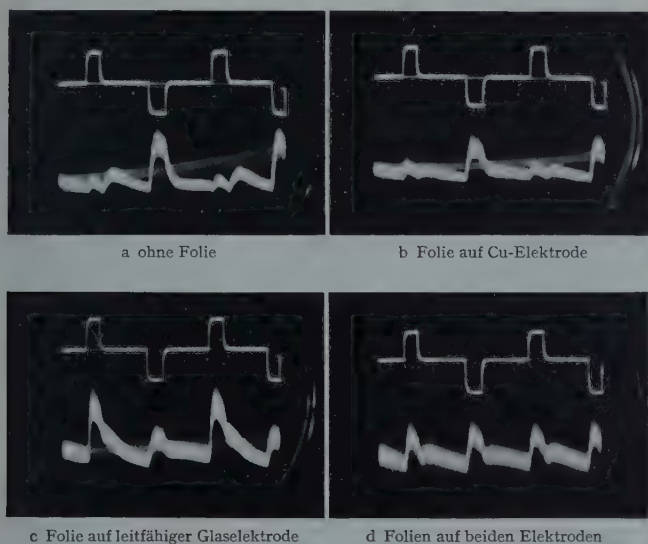 a ohne Folie
b Folie auf Cu-Elektrode
c Folie auf leitfähiger Glaselektrode
d Folien auf beiden Elektroden